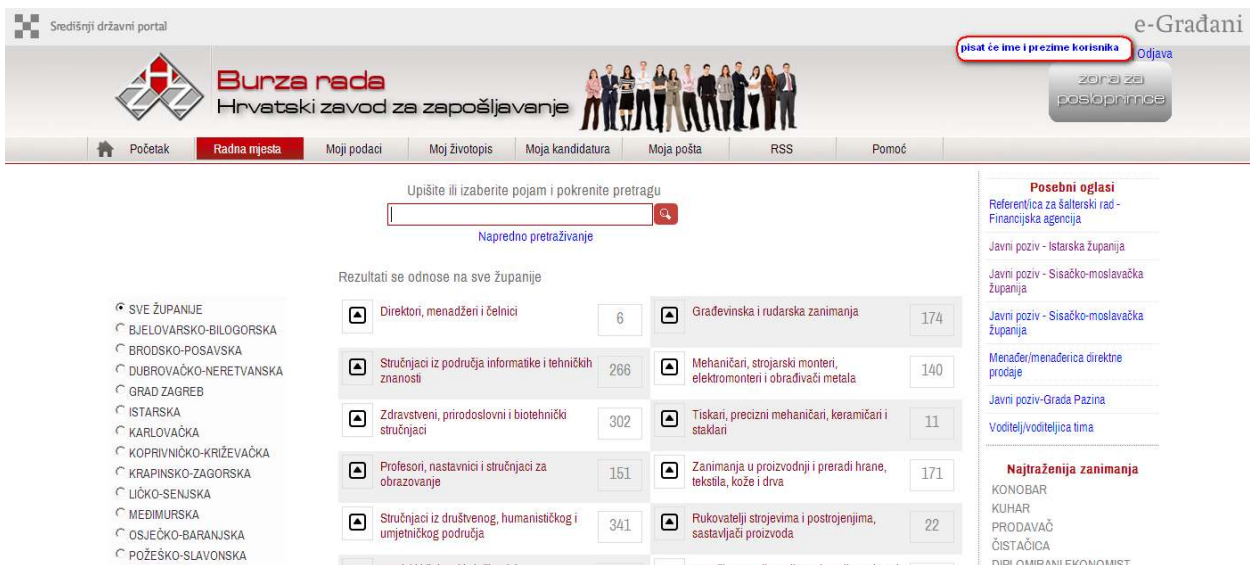 Središnji državni portal
e-Građani
pisat će ime i prezime korisnika
Odjava
Burza rada
Hrvatski zavod za zapošljavanje
zora za
posloprimce
Početak
Radna mjesta
Moji podaci
Moj životopis
Moja kandidatura
Moja pošta
RSS
Pomoć
Upišite ili izaberite pojam i pokrenite pretragu
Napredno pretraživanje
Rezultati se odnose na sve županije
SVE ŽUPANIJE
BJELOVARSKO-BILOGORSKA
BRODSKO-POSAVSKA
DUBROVAČKO-NERETVANSKA
GRAD ZAGREB
ISTARSKA
KARLOVAČKA
KOPRIVNIČKO-KRIŽEVAČKA
KRAPINSKO-ZAGORSKA
LIČKO-SENJSKA
MEĐIMURSKA
OSJEČKO-BARANJSKA
POŽEŠKO-SLAVONSKA
Direktori, menadžeri i čelnici
6
Stručnjaci iz područja informatike i tehničkih
znanosti
266
Zdravstveni, prirodoslovni i biotehnički
stručnjaci
302
Profesori, nastavnici i stručnjaci za
obrazovanje
151
Stručnjaci iz društvenog, humanističkog i
umjetničkog područja
341
Građevinska i rudarska zanimanja
174
Mehaničari, strojarski monteri,
elektromonteri i obrađivači metala
140
Tiskari, precizni mehaničari, keramičari i
staklari
11
Zanimanja u proizvodnji i preradi hrane,
tekstila, kože i drva
171
Rukovatelji strojevima i postrojenjima,
sastavljači proizvoda
22
Posebni oglasi
Referent/ica za šalterski rad -
Financijska agencija
Javni poziv - Istarska županija
Javni poziv - Sisačko-moslavačka
županija
Javni poziv - Sisačko-moslavačka
županija
Menađer/menađerica direktne
prodaje
Javni poziv-Grada Pazina
Voditelj/voditeljica tima
Najtraženija zanimanja
KONOBAR
KUHAR
PRODAVAČ
ČISTAČICA
DIPLOMIRANI EKONOMIST